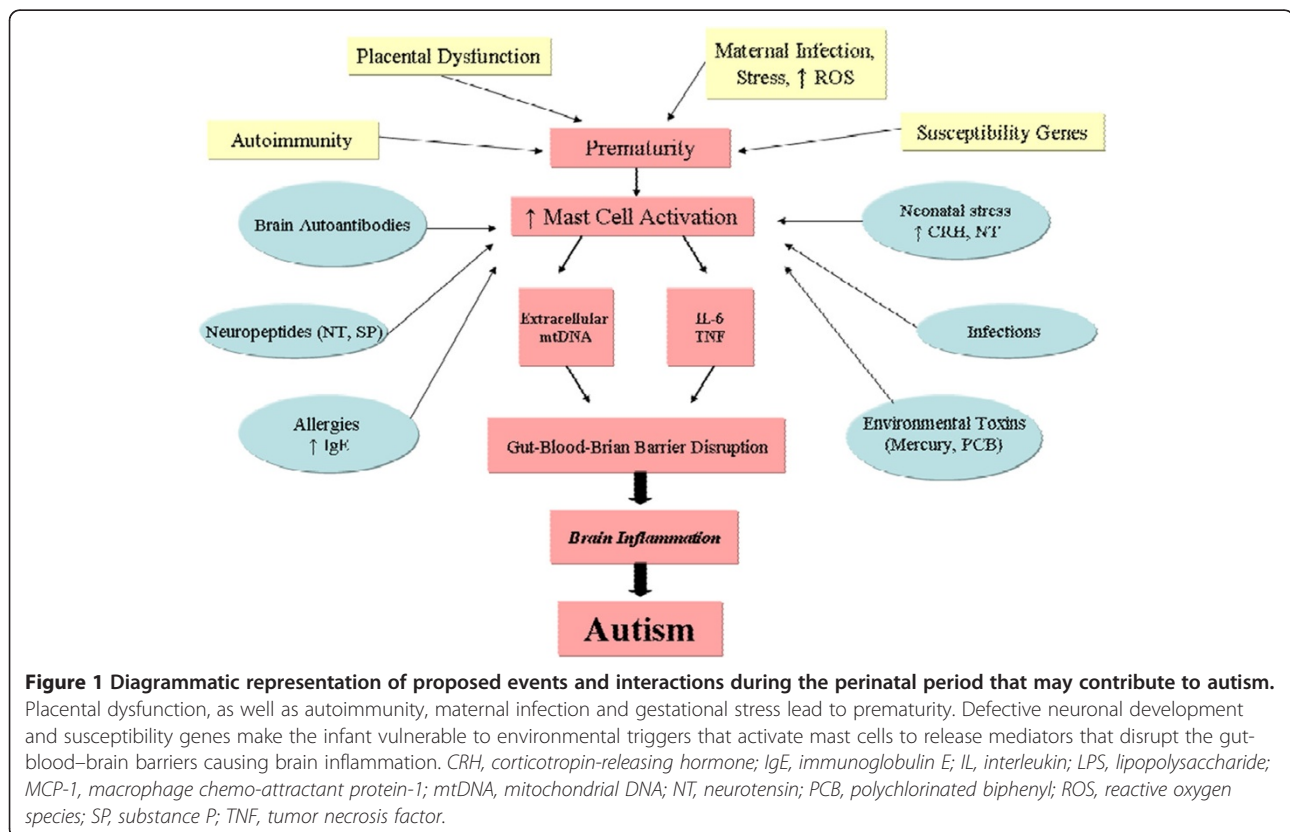 Placental Dysfunction
Maternal Infection,
Stress, ↑ ROS
Autoimmunity
Prematurity
Susceptibility Genes
Brain Autoantibodies
↑ Mast Cell Activation
Neonatal stress
↑ CRH, NT
Neuropeptides (NT, SP)
Extracellular
mtDNA
IL-6
TNF
Infections
Allergies
↑ IgE
Gut-Blood-Brian Barrier Disruption
Environmental Toxins
(Mercury, PCB)
Brain Inflammation
Autism
Figure 1 Diagrammatic representation of proposed events and interactions during the perinatal period that may contribute to autism.
Placental dysfunction, as well as autoimmunity, maternal infection and gestational stress lead to prematurity. Defective neuronal development
and susceptibility genes make the infant vulnerable to environmental triggers that activate mast cells to release mediators that disrupt the gut-
blood–brain barriers causing brain inflammation. CRH, corticotropin-releasing hormone; IgE, immunoglobulin E; IL, interleukin; LPS, lipopolysaccharide;
MCP-1, macrophage chemo-attractant protein-1; mtDNA, mitochondrial DNA; NT, neurotensin; PCB, polychlorinated biphenyl; ROS, reactive oxygen
species; SP, substance P; TNF, tumor necrosis factor.